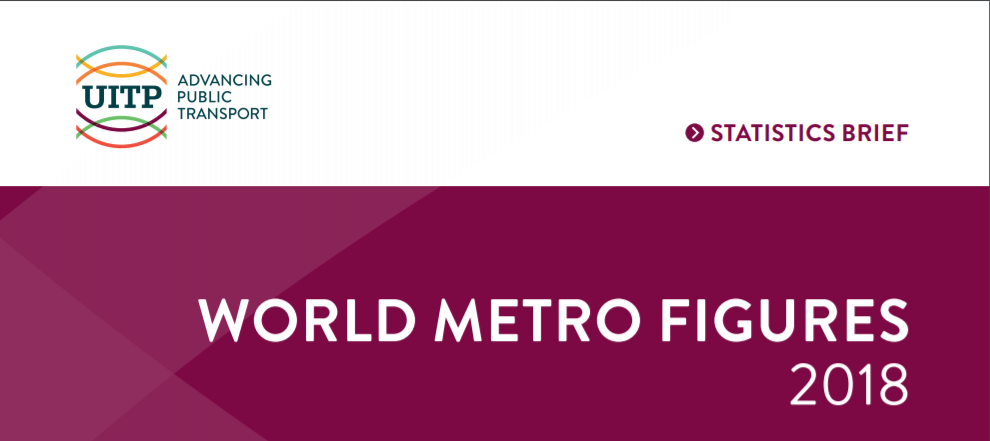 UITP
ADVANCING
PUBLIC
TRANSPORT
STATISTICS BRIEF
WORLD METRO FIGURES
2018